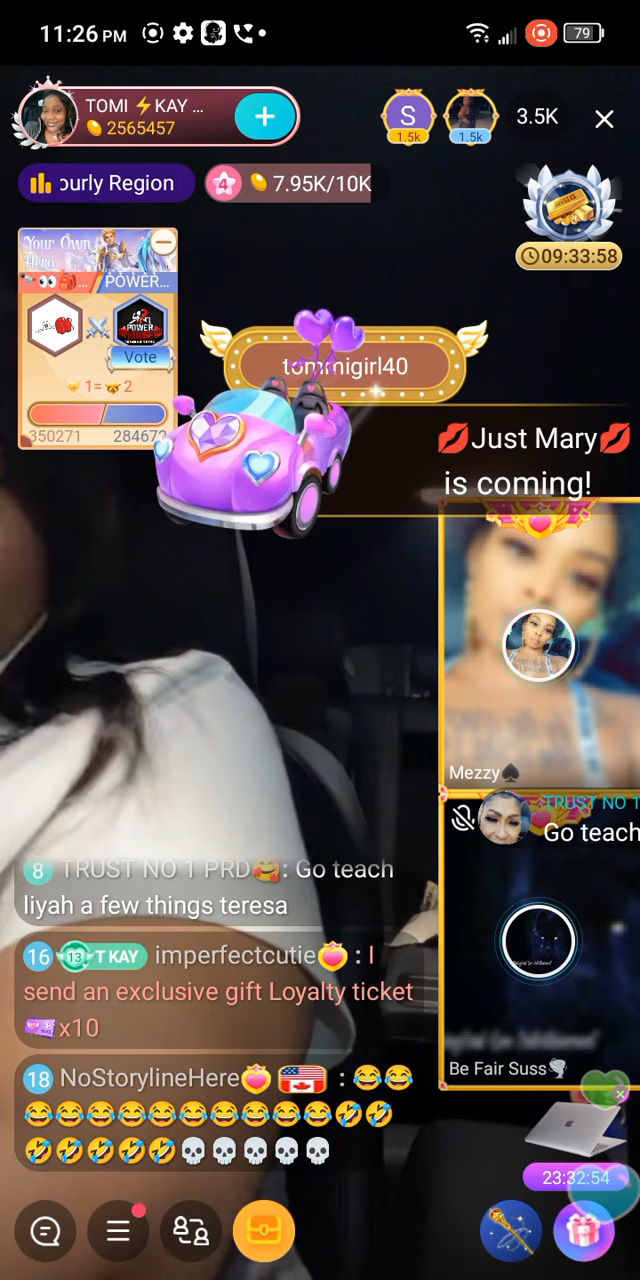 11:26 PM
79
TOMI ⚡KAY ...
2565457
S
1.5k
1.5k
3.5K
ourly Region
4
7.95K/10K
09:33:58
Your Own
Hero
POWER...
POWER
Vote
1=
2
350271
284672
tommigirl40
💋Just Mary💋
is coming!
Mezzy♠
TRUST NO 1
Go teach
8 TRUST NO 1 PRD🥰: Go teach
liyah a few things teresa
16 13 T KAY imperfectcutie : I
send an exclusive gift Loyalty ticket
x10
18 NoStorylineHere : 😂😂
😂😂😂😂😂😂😂😂😂😂🤣🤣
🤣🤣🤣🤣🤣💀💀💀💀💀
Be Fair Suss🌪
23:32:54